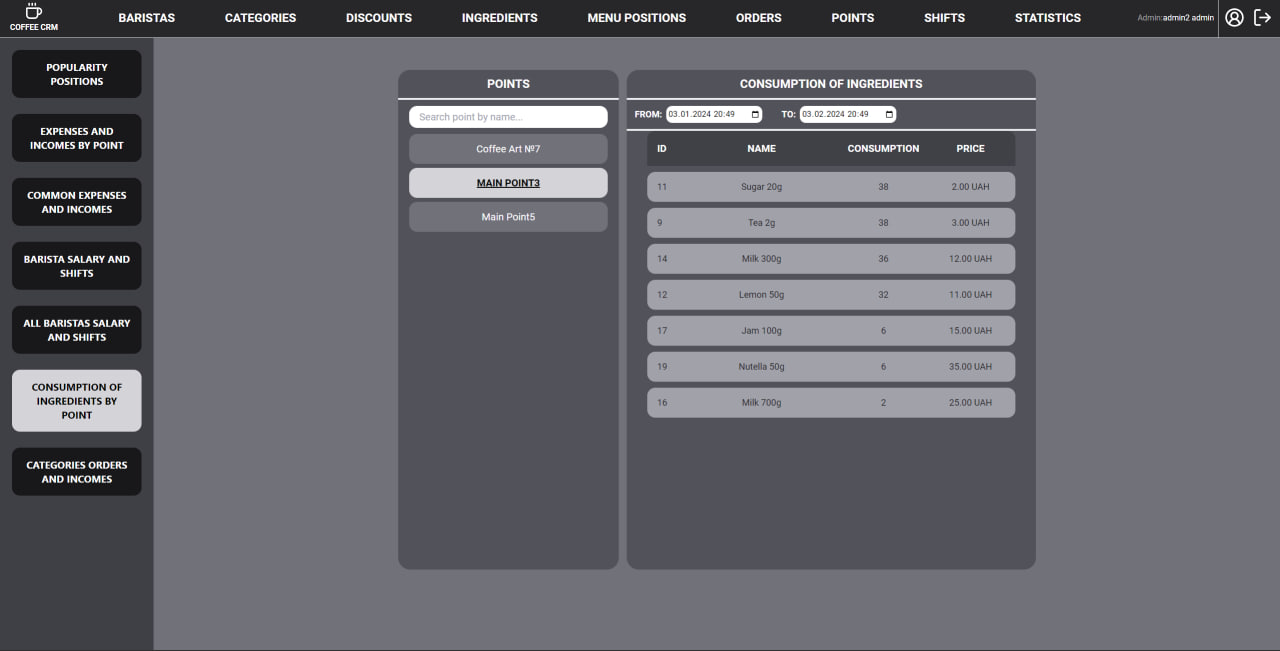 COFFEE CRM
BARISTAS CATEGORIES DISCOUNTS INGREDIENTS MENU POSITIONS ORDERS POINTS SHIFTS STATISTICS
Admin:admin2 admin
POPULARITY
POSITIONS
EXPENSES AND
INCOMES BY POINT
COMMON EXPENSES
AND INCOMES
BARISTA SALARY AND
SHIFTS
ALL BARISTAS SALARY
AND SHIFTS
CONSUMPTION OF
INGREDIENTS BY
POINT
CATEGORIES ORDERS
AND INCOMES
POINTS
Search point by name...
Coffee Art №7
MAIN POINT3
Main Point5
CONSUMPTION OF INGREDIENTS
FROM: 03.01.2024 20:49 TO: 03.02.2024 20:49
ID NAME CONSUMPTION PRICE
11 Sugar 20g 38 2.00 UAH
9 Tea 2g 38 3.00 UAH
14 Milk 300g 36 12.00 UAH
12 Lemon 50g 32 11.00 UAH
17 Jam 100g 6 15.00 UAH
19 Nutella 50g 6 35.00 UAH
16 Milk 700g 2 25.00 UAH